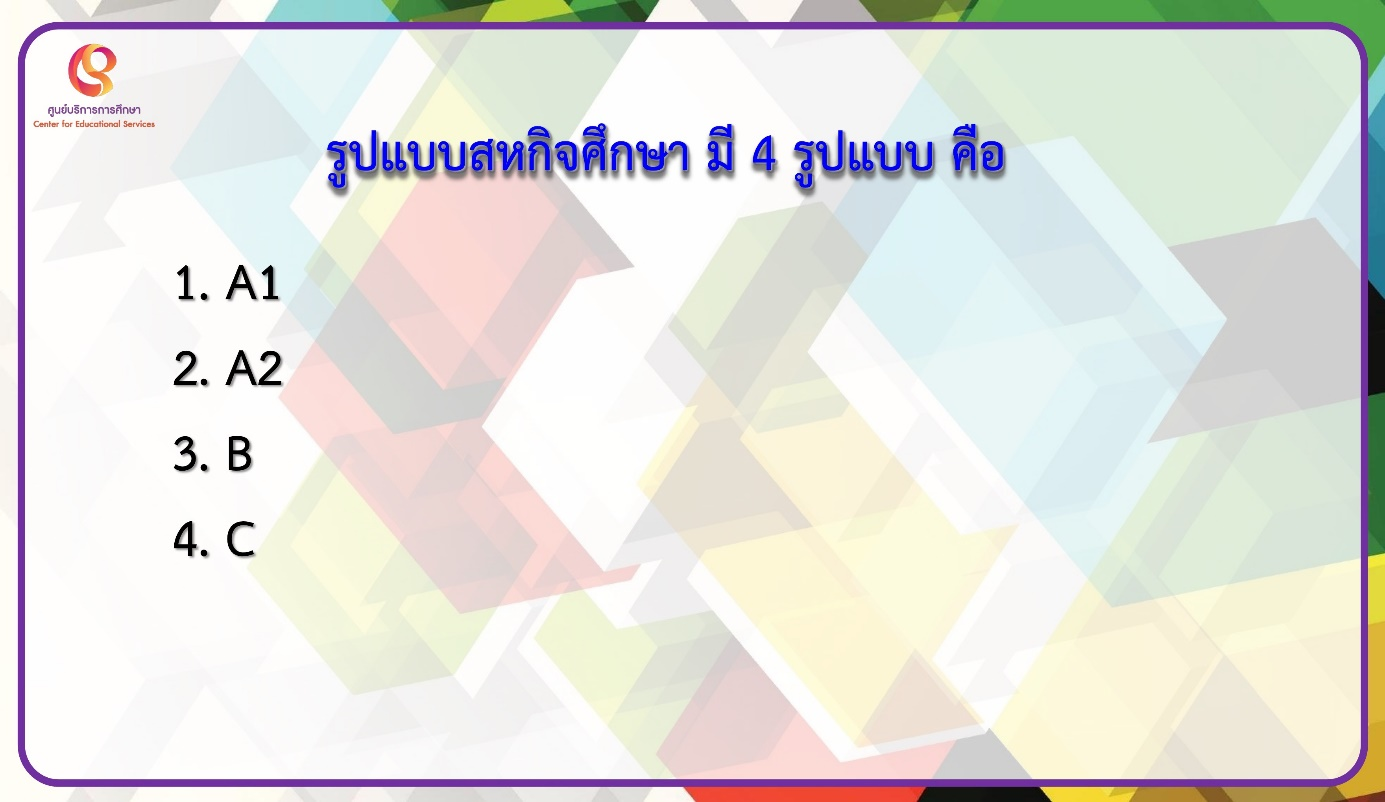 ศูนย์บริการการศึกษา
Center for Educational Services
รูปแบบสหกิจศึกษา มี 4 รูปแบบ คือ
1. A1
2. A2
3. B
4. C